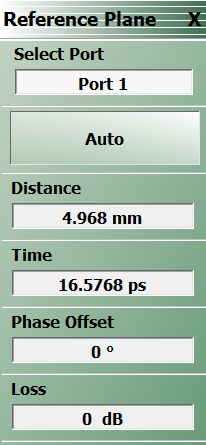 Reference Plane X
Select Port
Port 1
Auto
Distance
4.968 mm
Time
16.5768 ps
Phase Offset
0 °
Loss
0 dB